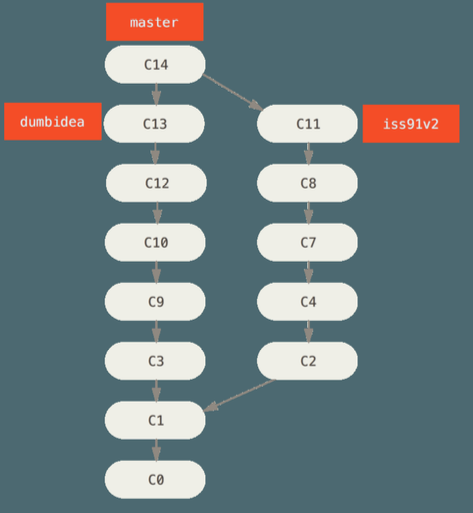 master
C14
dumbidea
C13
C11
iss91v2
C12
C8
C10
C7
C9
C4
C3
C2
C1
C0